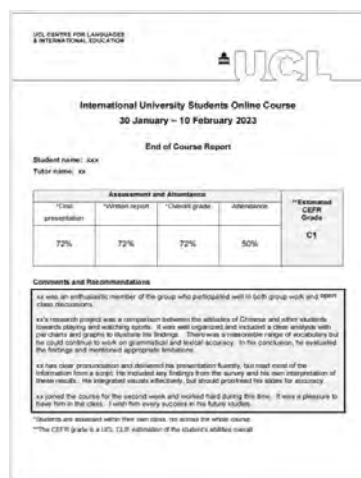 UCL CENTRE FOR LANGUAGES
& INTERNATIONAL EDUCATION
UCL
International University Students Online Course
30 January – 10 February 2023
End of Course Report
Student name: xxx
Tutor name: xx
Assessment and Attendance
*Oral presentation
*Written report
*Overall grade
Attendance
**Estimated CEFR Grade
72%
72%
72%
50%
C1
Comments and Recommendations
xx was an enthusiastic member of the group who participated well in both group work and open
class discussions.
xx's research project was a comparison between the attitudes of Chinese and other students
towards playing and watching sports. It was well organized and included a clear analysis with
pie charts and graphs to illustrate his findings. There was a reasonable range of vocabulary but
he could continue to work on grammatical and lexical accuracy. In his conclusion, he evaluated
the findings and mentioned appropriate limitations.
xx has clear pronunciation and delivered his presentation fluently, but read most of the
information from a script. He included key findings from the survey and his own interpretation of
these results. He integrated visuals effectively, but should proofread his slides for accuracy.
xx joined the course for the second week and worked hard during this time. It was a pleasure to
have him in the class. I wish him every success in his future studies.
*Students are assessed within their own class, not across the whole course.
**The CEFR grade is a UCL CLIE estimation of the student's abilities overall